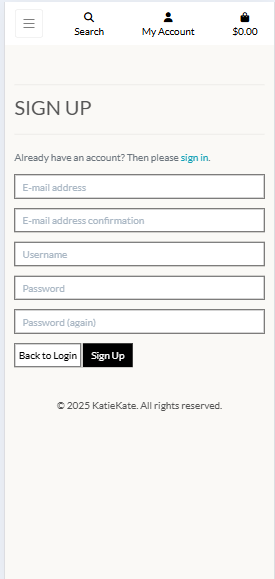 Search
My Account
$0.00
SIGN UP
Already have an account? Then please sign in.
E-mail address
E-mail address confirmation
Username
Password
Password (again)
Back to Login
Sign Up
© 2025 KatieKate. All rights reserved.